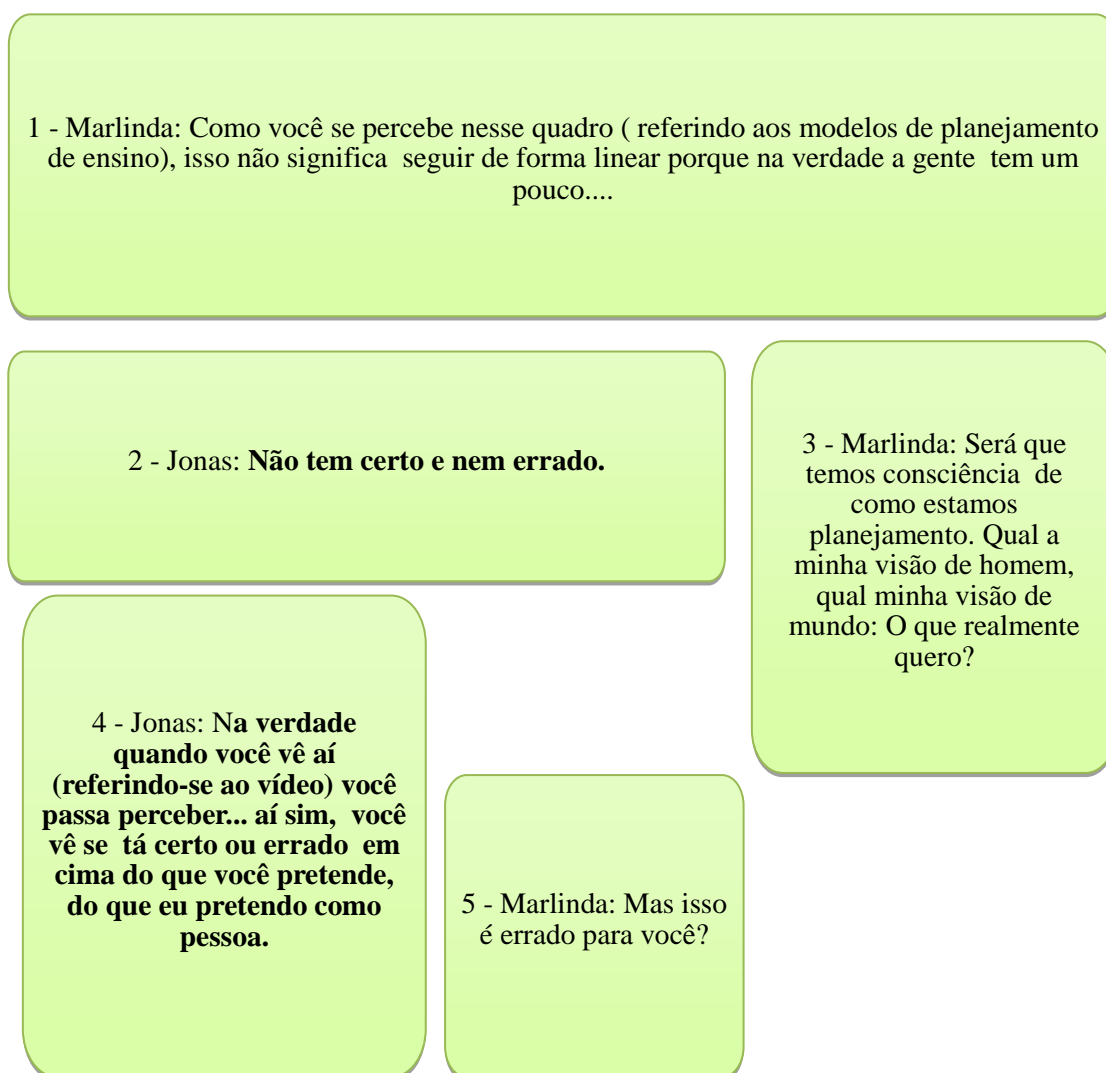 1 - Marlinda: Como você se percebe nesse quadro ( referindo aos modelos de planejamento
de ensino), isso não significa seguir de forma linear porque na verdade a gente tem um
pouco....
2 - Jonas: Não tem certo e nem errado.
3 - Marlinda: Será que
temos consciência de
como estamos
planejamento. Qual a
minha visão de homem,
qual minha visão de
mundo: O que realmente
quero?
4 - Jonas: Na verdade
quando você vê aí
(referindo-se ao vídeo) você
passa perceber... aí sim, você
vê se tá certo ou errado em
cima do que você pretende,
do que eu pretendo como
pessoa.
5 - Marlinda: Mas isso
é errado para você?